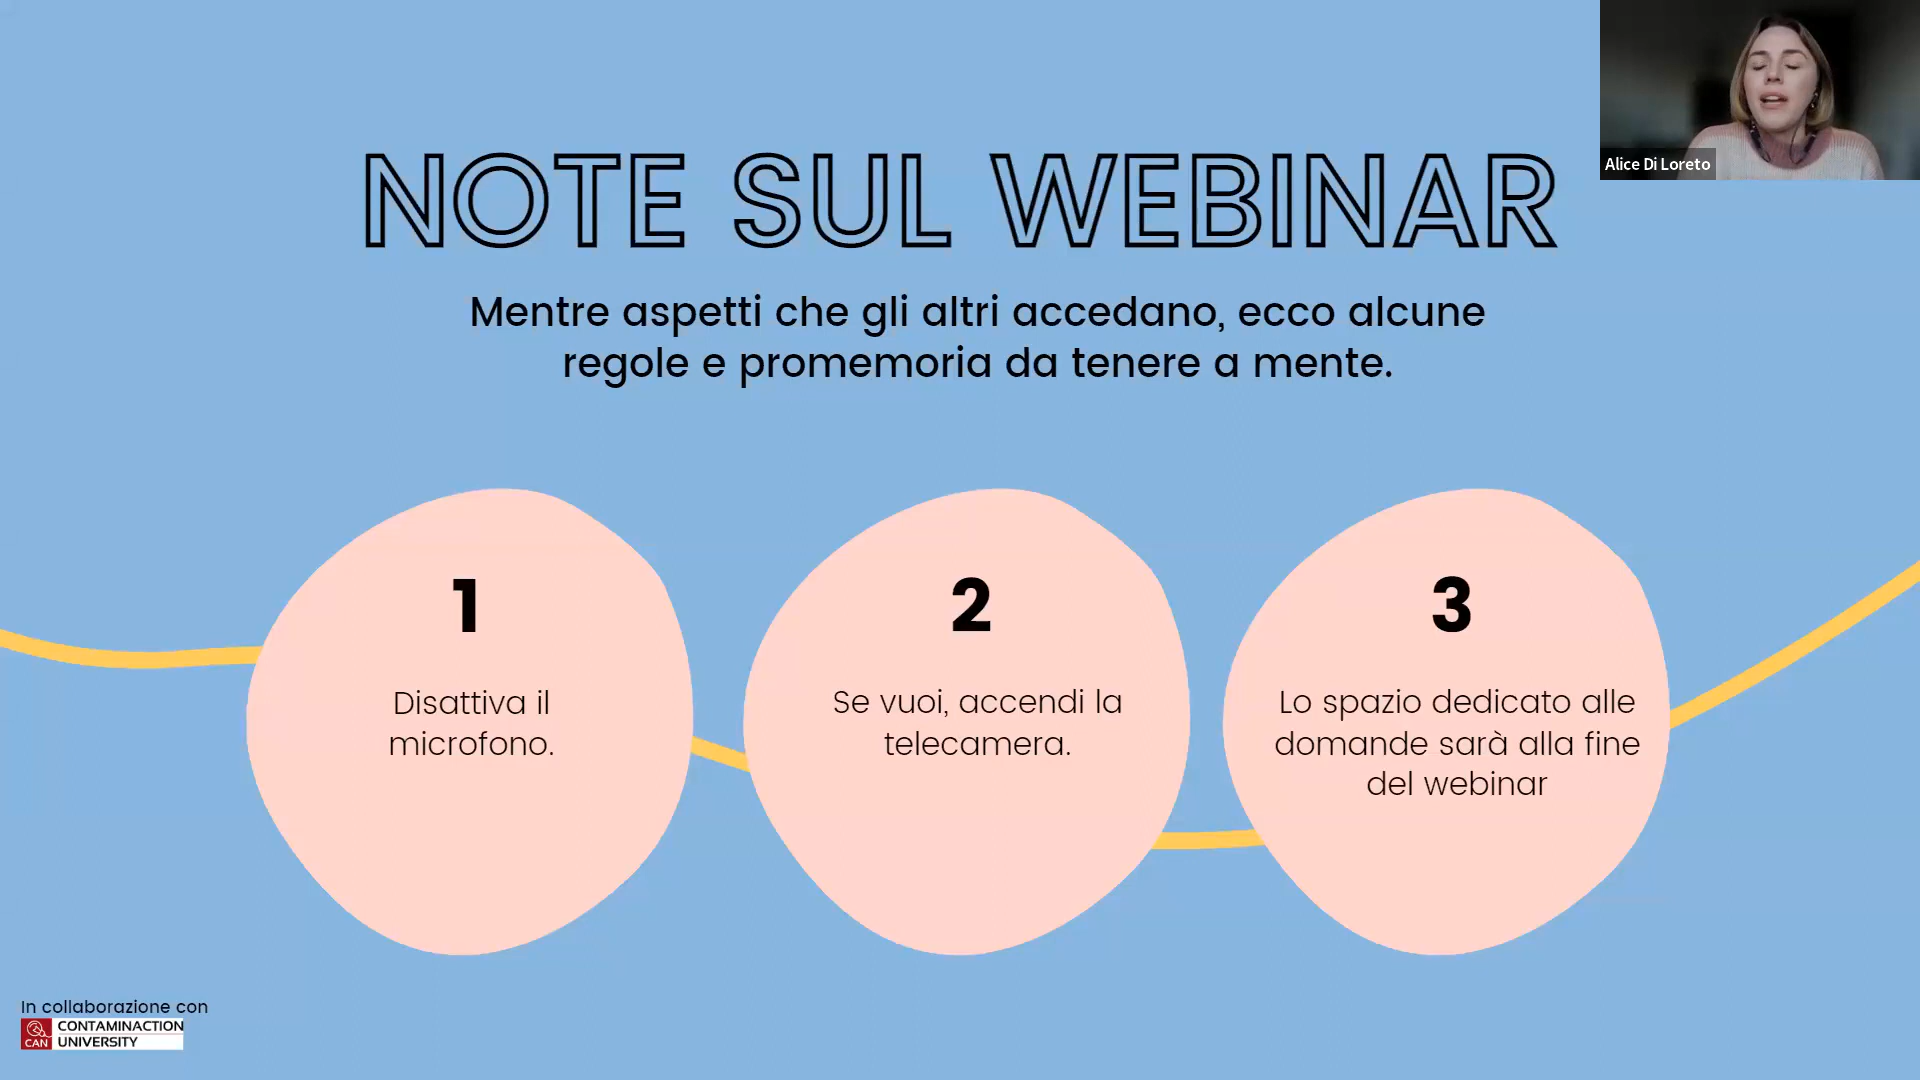 NOTE SUL WEBINAR
Alice Di Loreto
Mentre aspetti che gli altri accedano, ecco alcune
regole e promemoria da tenere a mente.
1
Disattiva il
microfono.
2
Se vuoi, accendi la
telecamera.
3
Lo spazio dedicato alle
domande sarà alla fine
del webinar
In collaborazione con
CAN
CONTAMINACTION
UNIVERSITY